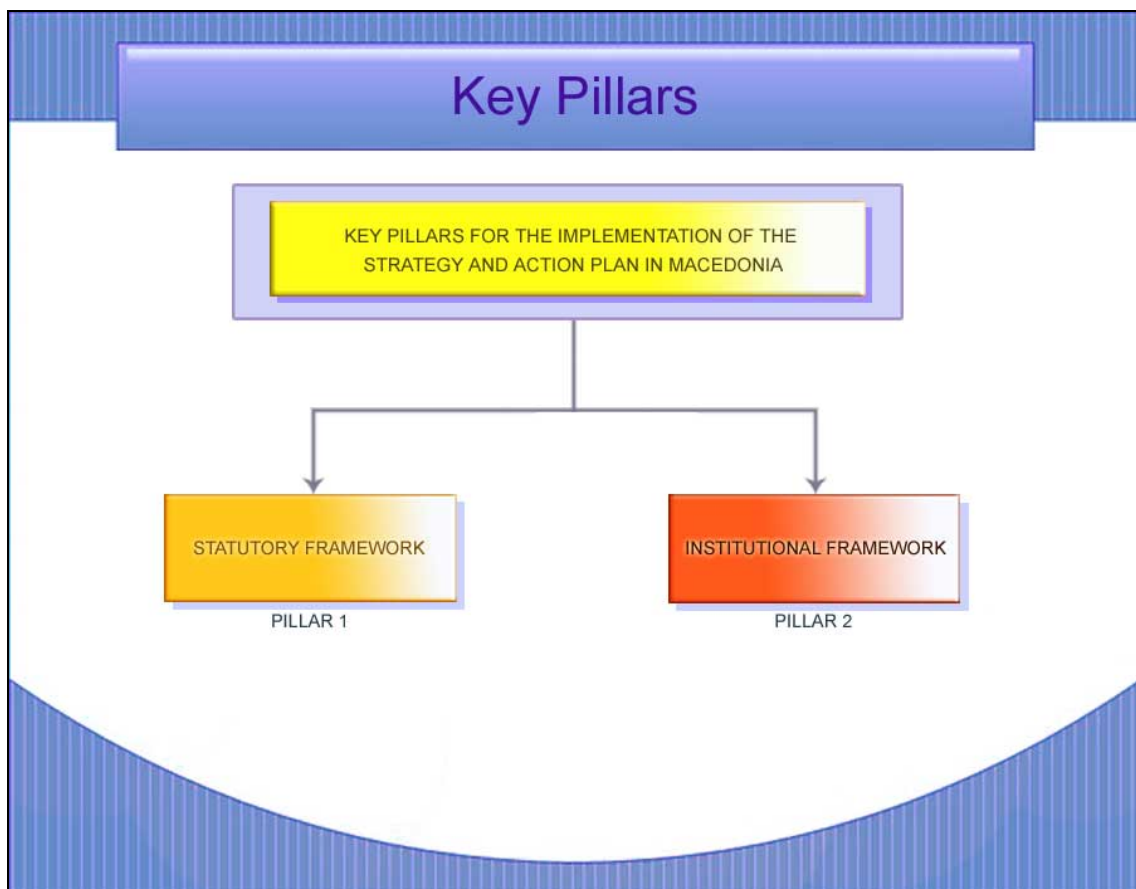 Key Pillars
KEY PILLARS FOR THE IMPLEMENTATION OF THE
STRATEGY AND ACTION PLAN IN MACEDONIA
STATUTORY FRAMEWORK
PILLAR 1
INSTITUTIONAL FRAMEWORK
PILLAR 2